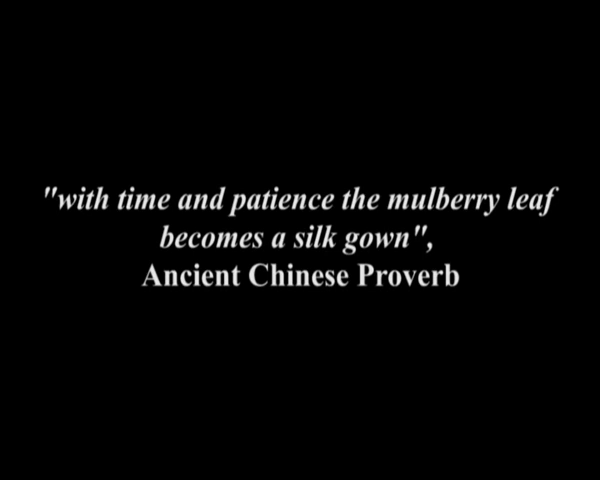 "with time and patience the mulberry leaf
becomes a silk gown",
Ancient Chinese Proverb